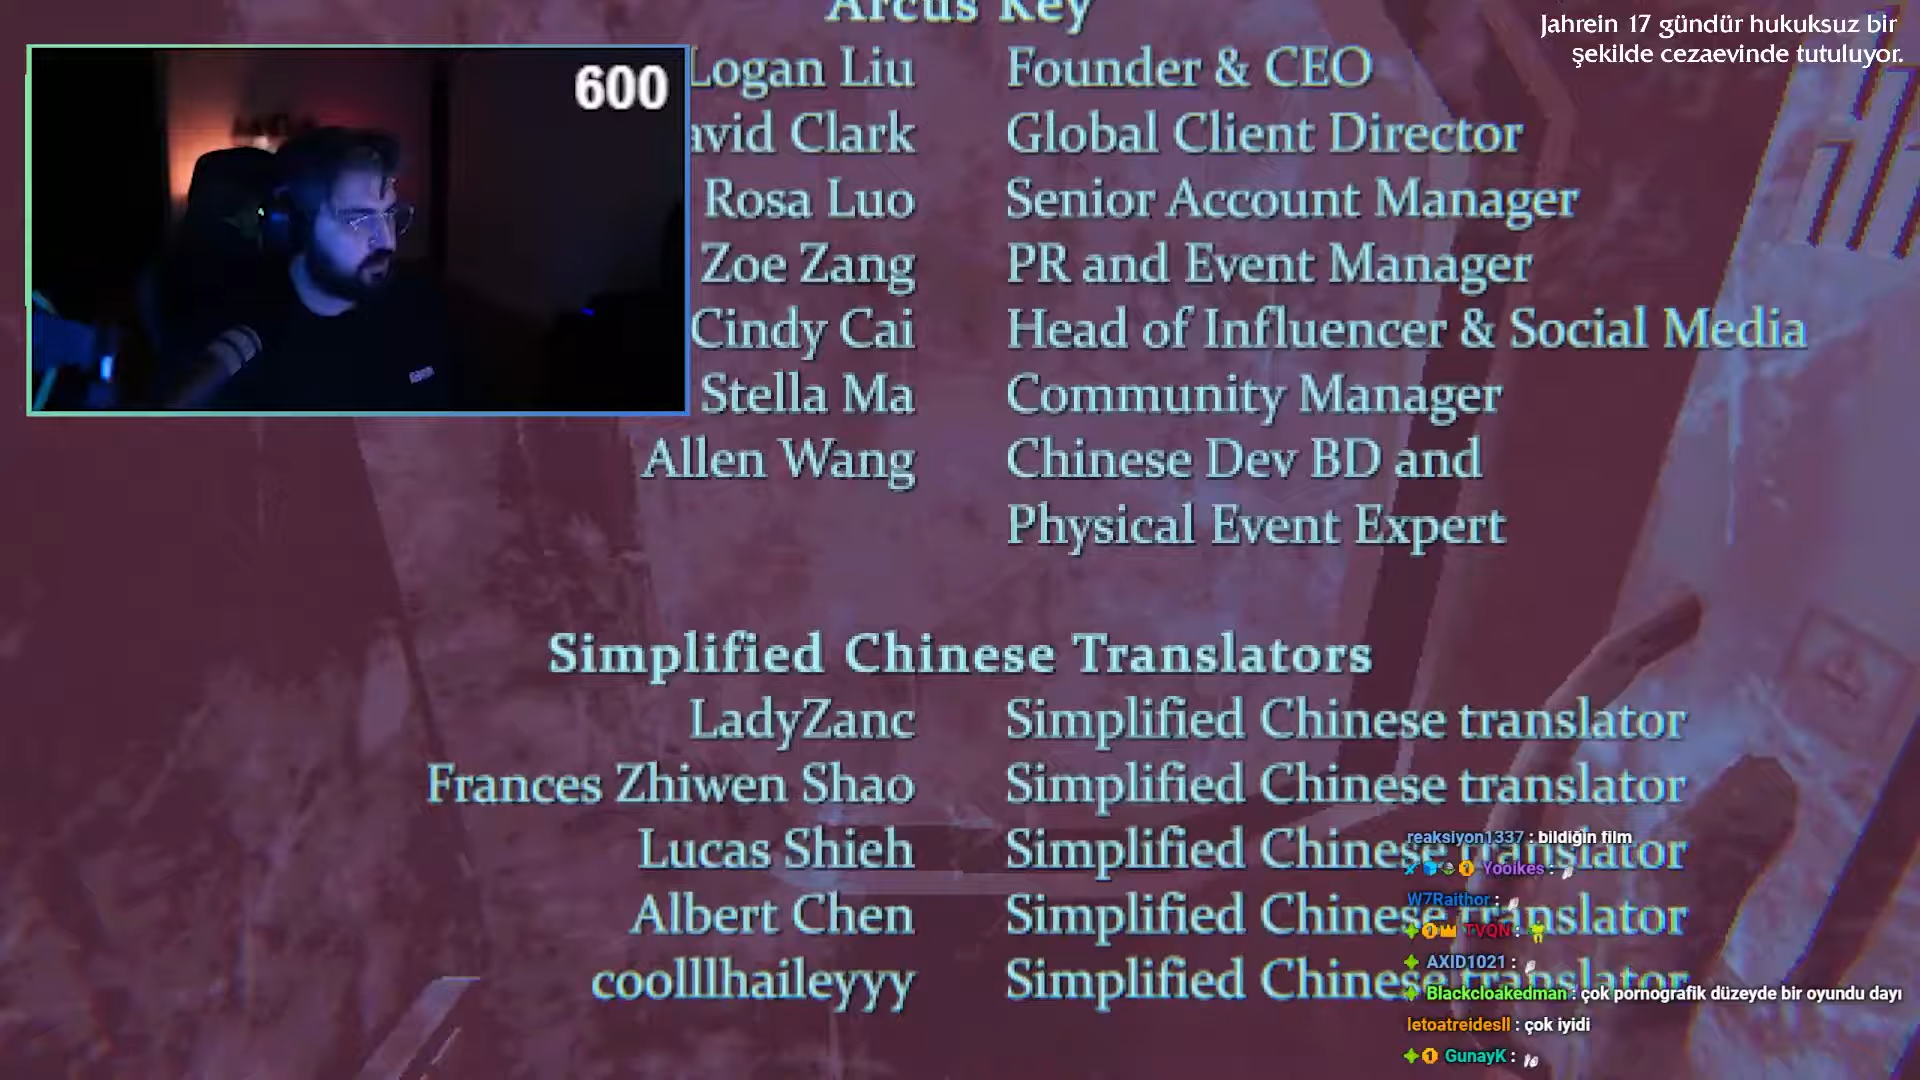 Arcus Key
Jahrein 17 gündür hukuksuz bir
şekilde cezaevinde tutuluyor.
600
Logan Liu Founder & CEO
avid Clark Global Client Director
Rosa Luo Senior Account Manager
Zoe Zang PR and Event Manager
Cindy Cai Head of Influencer & Social Media
Stella Ma Community Manager
Allen Wang Chinese Dev BD and
Physical Event Expert
Simplified Chinese Translators
LadyZanc Simplified Chinese translator
Frances Zhiwen Shao Simplified Chinese translator
Lucas Shieh Simplified Chinese translator
Albert Chen Simplified Chinese translator
coolllhaileyyy Simplified Chinese translator
reaksiyon1337 : bildiğin film
Yooikes :
W7Raithor :
TVQN :
AXID1021 :
Blackcloakedman : çok pornografik düzeyde bir oyundu dayı
letoatreidesll : çok iyidi
GunayK :